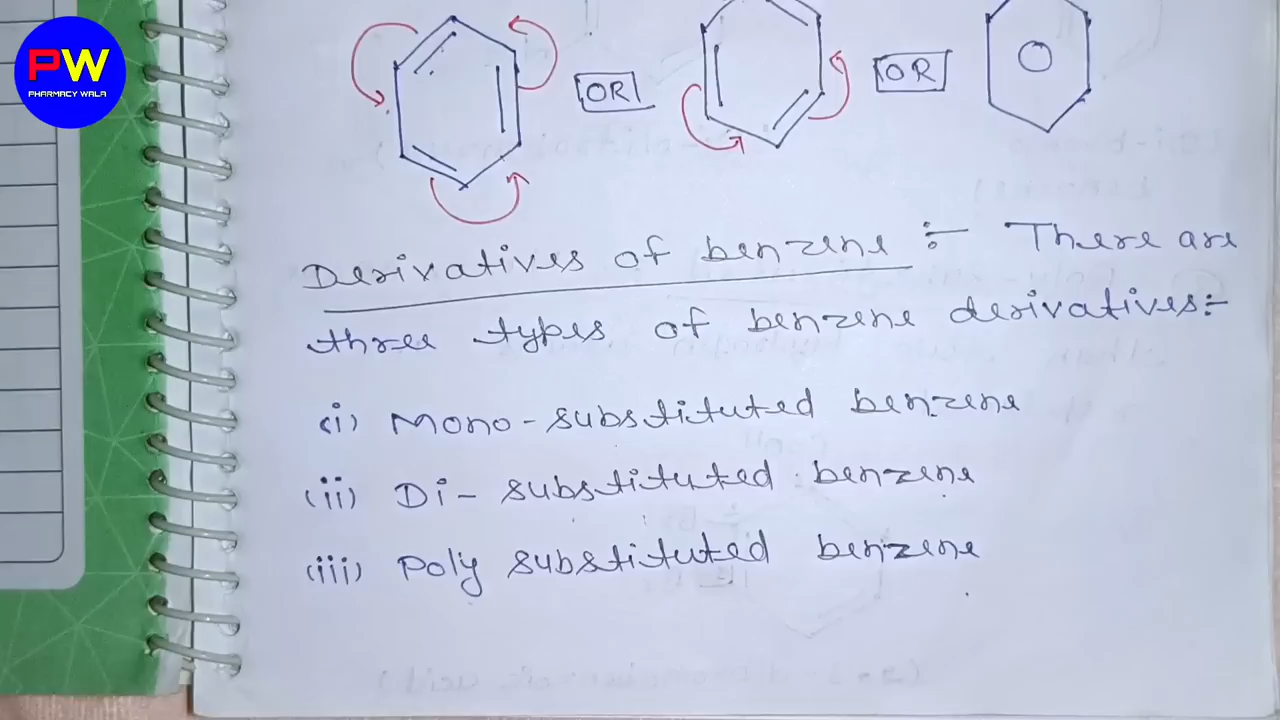 PW
PHARMACY WALA
OR
OR
Derivatives of benzene :- There are
three types of benzene derivatives:-
(i) Mono-substituted benzene
(ii) Di-substituted benzene
(iii) Poly substituted benzene